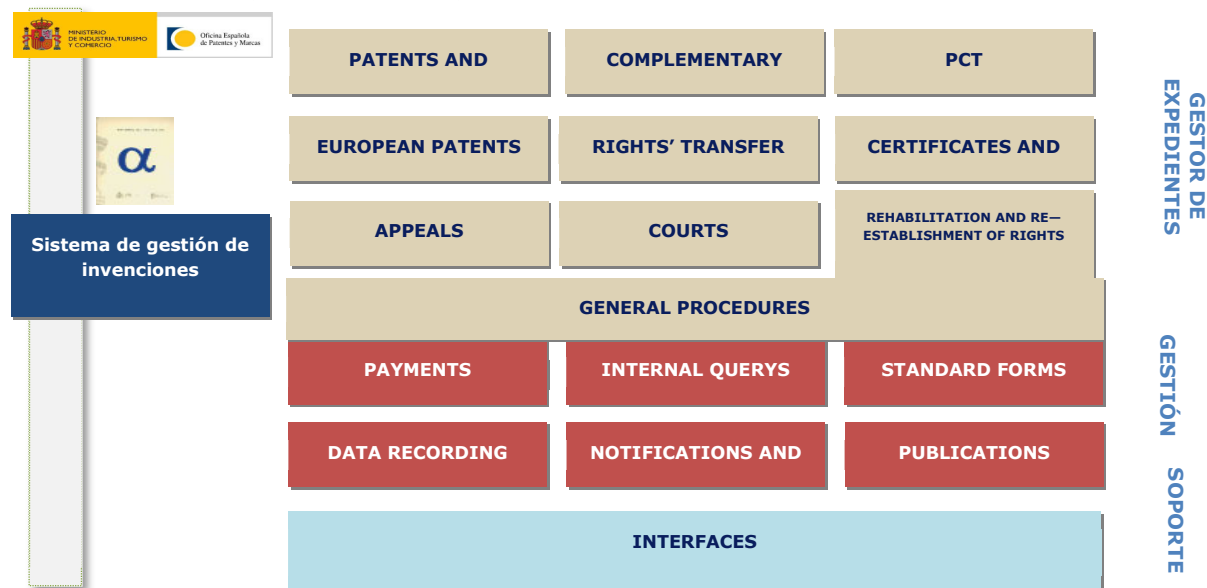 MINISTERIO
DE INDUSTRIA, TURISMO
Y COMERCIO
Oficina Española
de Patentes y Marcas
α
Sistema de gestión de
invenciones
PATENTS AND
COMPLEMENTARY
PCT
EUROPEAN PATENTS
RIGHTS’ TRANSFER
CERTIFICATES AND
APPEALS
COURTS
REHABILITATION AND RE—
ESTABLISHMENT OF RIGHTS
GENERAL PROCEDURES
PAYMENTS
INTERNAL QUERYS
STANDARD FORMS
DATA RECORDING
NOTIFICATIONS AND
PUBLICATIONS
INTERFACES
GESTOR DE
EXPEDIENTES
GESTIÓN
SOPORTE